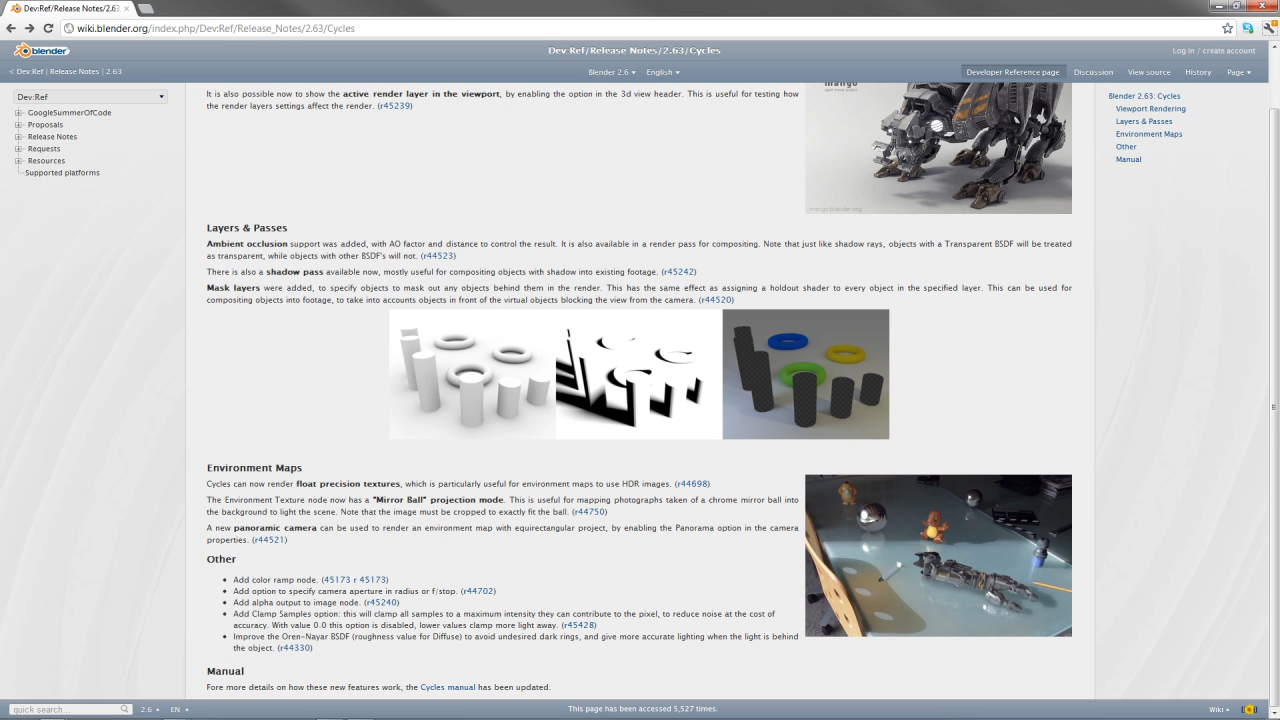 Dev:Ref/Release Notes/2.63/
wiki.blender.org/index.php/Dev:Ref/Release_Notes/2.63/Cycles
blender
Dev:Ref/Release Notes/2.63/Cycles
Log in / create account
< Dev:Ref | Release Notes | 2.63
Blender 2.6
English
Developer Reference page
Discussion
View source
History
Page
Dev:Ref
GoogleSummerOfCode
Proposals
Release Notes
Requests
Resources
Supported platforms
It is also possible now to show the active render layer in the viewport, by enabling the option in the 3d view header. This is useful for testing how
the render layers settings affect the render. (r45239)
mango
mango.blender.org
Layers & Passes
Ambient occlusion support was added, with AO factor and distance to control the result. It is also available in a render pass for compositing. Note that just like shadow rays, objects with a Transparent BSDF will be treated
as transparent, while objects with other BSDF's will not. (r44523)
There is also a shadow pass available now, mostly useful for compositing objects with shadow into existing footage. (r45242)
Mask layers were added, to specify objects to mask out any objects behind them in the render. This has the same effect as assigning a holdout shader to every object in the specified layer. This can be used for
compositing objects into footage, to take into accounts objects in front of the virtual objects blocking the view from the camera. (r44520)
Environment Maps
Cycles can now render float precision textures, which is particularly useful for environment maps to use HDR images. (r44698)
The Environment Texture node now has a "Mirror Ball" projection mode. This is useful for mapping photographs taken of a chrome mirror ball into
the background to light the scene. Note that the image must be cropped to exactly fit the ball. (r44750)
A new panoramic camera can be used to render an environment map with equirectangular project, by enabling the Panorama option in the camera
properties. (r44521)
Other
• Add color ramp node. (45173 r 45173)
• Add option to specify camera aperture in radius or f/stop. (r44702)
• Add alpha output to image node. (r45240)
• Add Clamp Samples option: this will clamp all samples to a maximum intensity they can contribute to the pixel, to reduce noise at the cost of
accuracy. With value 0.0 this option is disabled, lower values clamp more light away. (r45428)
• Improve the Oren-Nayar BSDF (roughness value for Diffuse) to avoid undesired dark rings, and give more accurate lighting when the light is behind
the object. (r44330)
Manual
Fore more details on how these new features work, the Cycles manual has been updated.
Blender 2.63: Cycles
Viewport Rendering
Layers & Passes
Environment Maps
Other
Manual
quick search...
2.6
EN
This page has been accessed 5,527 times.
Wiki